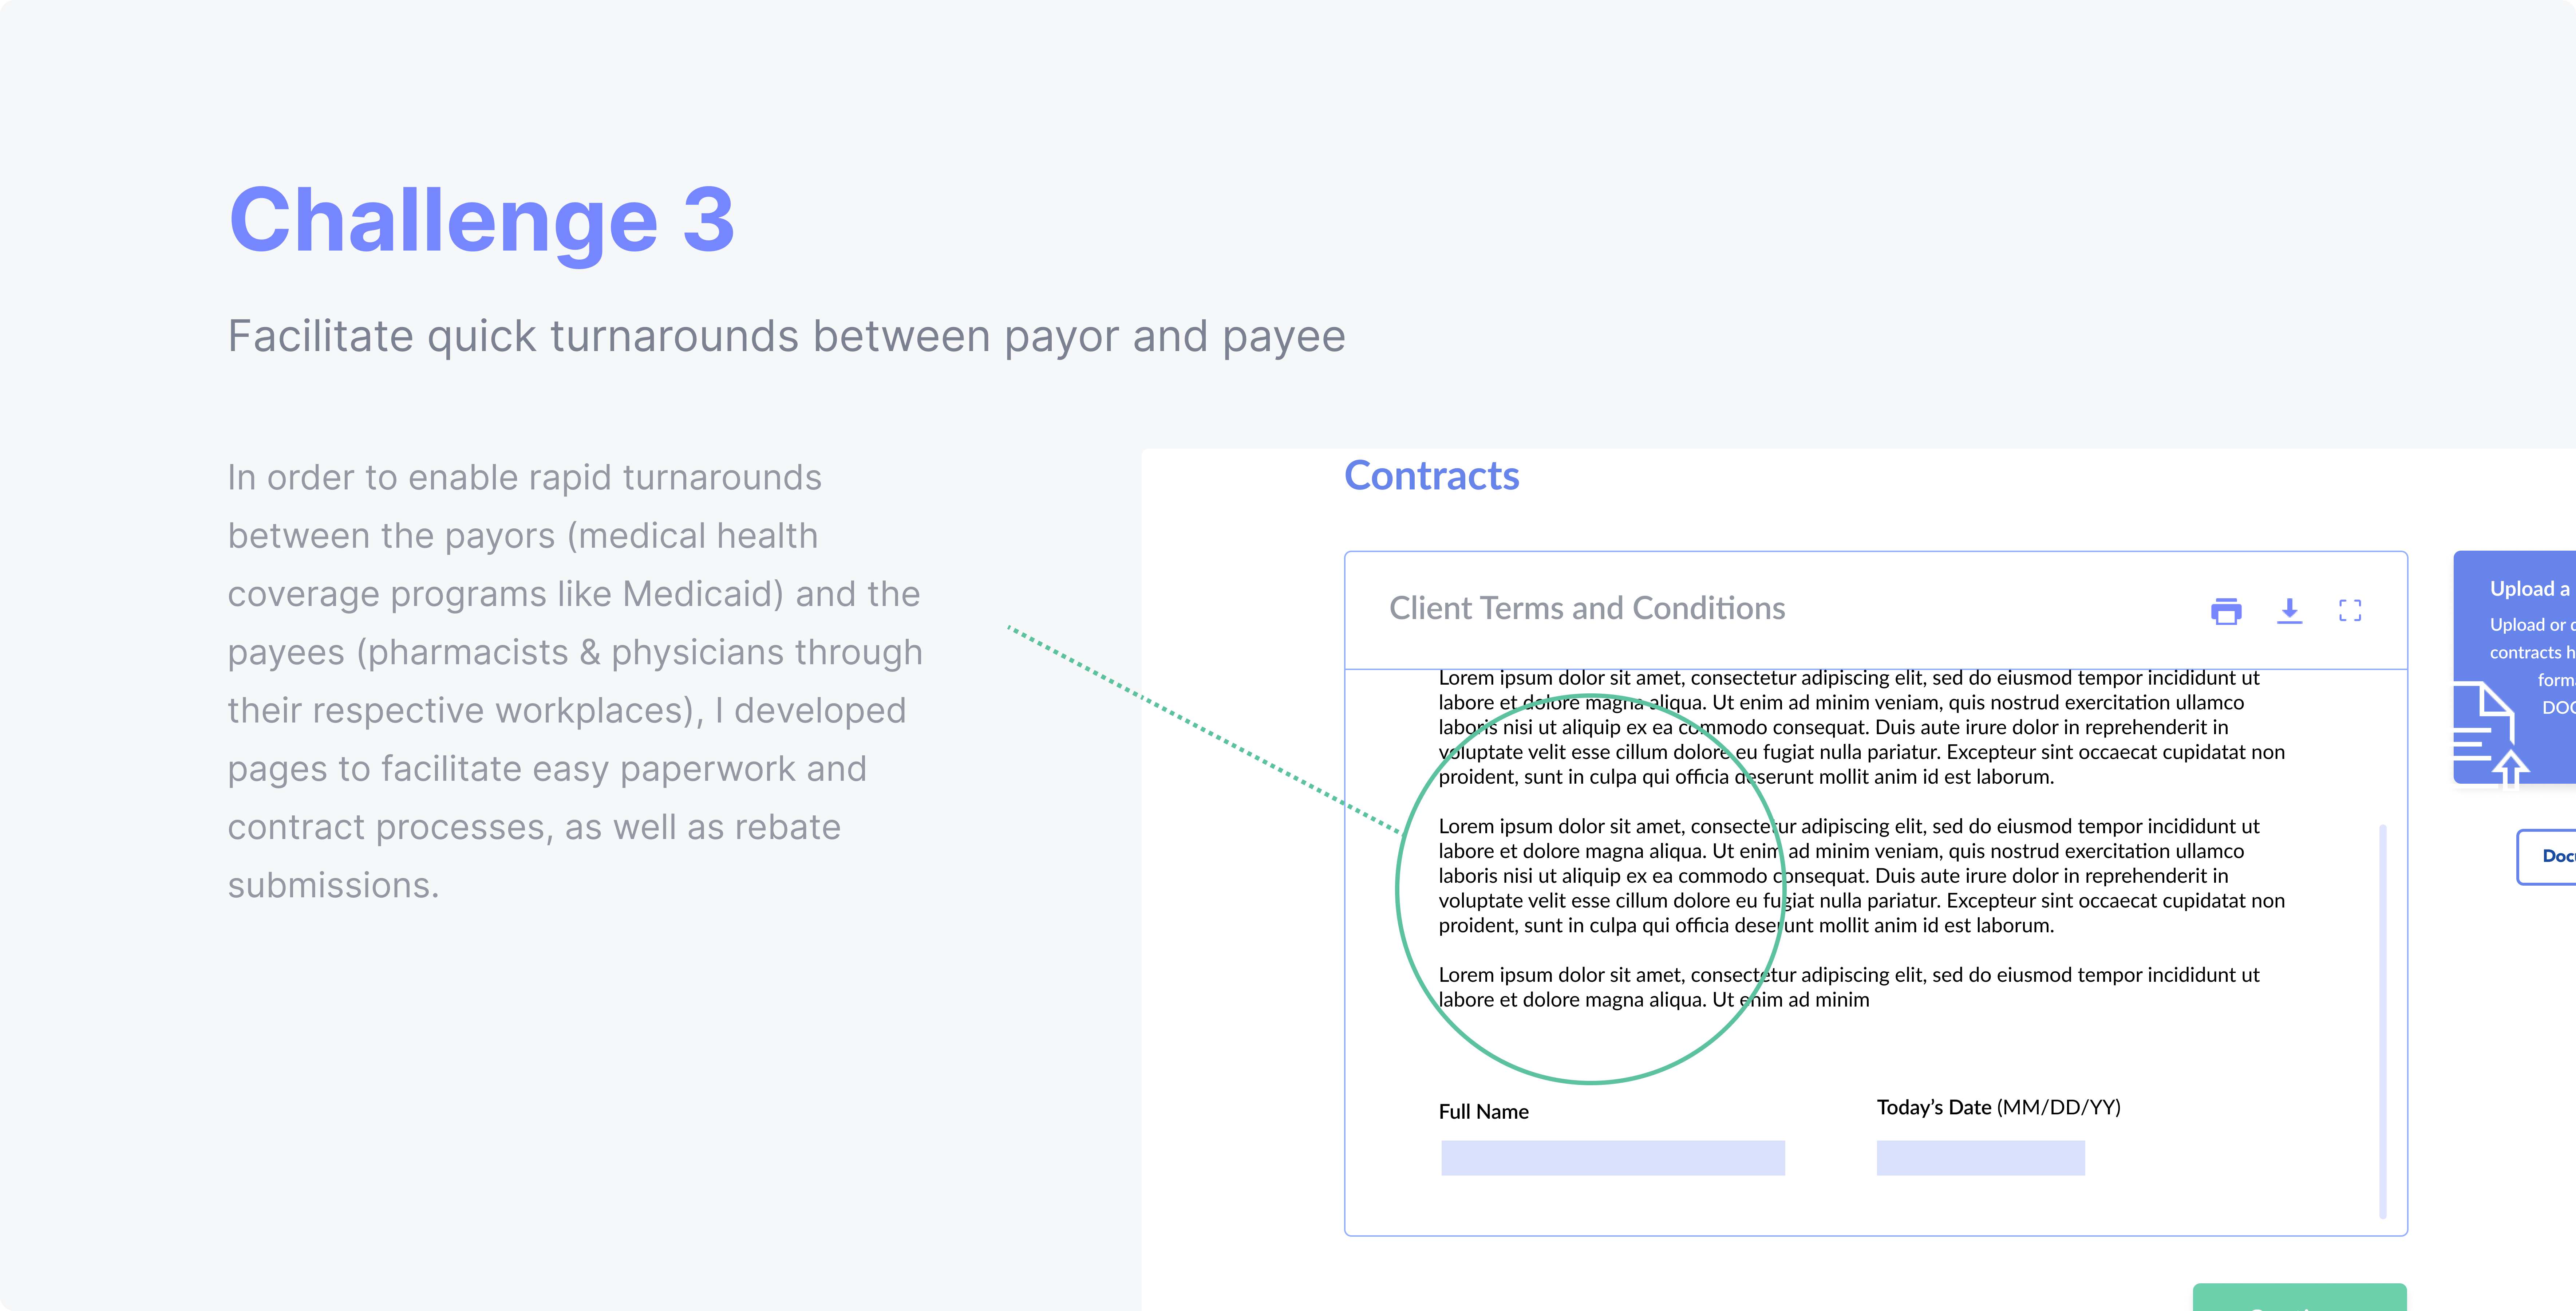 Challenge 3
Facilitate quick turnarounds between payor and payee
In order to enable rapid turnarounds
between the payors (medical health
coverage programs like Medicaid) and the
payees (pharmacists & physicians through
their respective workplaces), I developed
pages to facilitate easy paperwork and
contract processes, as well as rebate
submissions.
Contracts
Client Terms and Conditions
Lorem ipsum dolor sit amet, consectetur adipiscing elit, sed do eiusmod tempor incididunt ut
labore et dolore magna aliqua. Ut enim ad minim veniam, quis nostrud exercitation ullamco
laboris nisi ut aliquip ex ea commodo consequat. Duis aute irure dolor in reprehenderit in
voluptate velit esse cillum dolore eu fugiat nulla pariatur. Excepteur sint occaecat cupidatat non
proident, sunt in culpa qui officia deserunt mollit anim id est laborum.
Lorem ipsum dolor sit amet, consectetur adipiscing elit, sed do eiusmod tempor incididunt ut
labore et dolore magna aliqua. Ut enim ad minim veniam, quis nostrud exercitation ullamco
laboris nisi ut aliquip ex ea commodo consequat. Duis aute irure dolor in reprehenderit in
voluptate velit esse cillum dolore eu fugiat nulla pariatur. Excepteur sint occaecat cupidatat non
proident, sunt in culpa qui officia deserunt mollit anim id est laborum.
Lorem ipsum dolor sit amet, consectetur adipiscing elit, sed do eiusmod tempor incididunt ut
labore et dolore magna aliqua. Ut enim ad minim
Full Name
Today’s Date (MM/DD/YY)
Upload a
Upload or
contracts